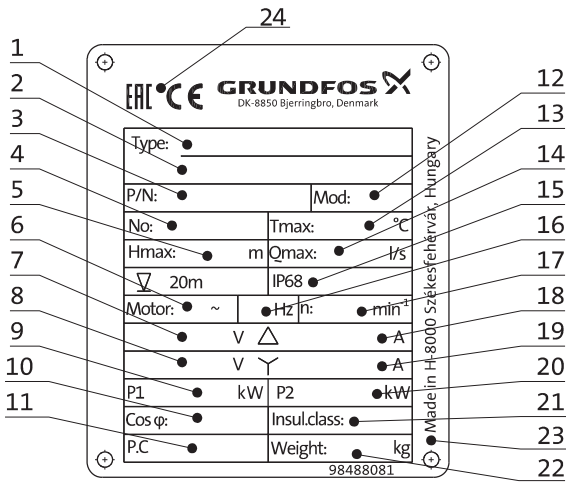 24
1
2
3
4
5
6
7
8
9
10
11
12
13
14
15
16
17
18
19
20
21
22
23
EAC CE GRUNDFOS
DK-8850 Bjerringbro, Denmark
Type:
P/N: Mod:
No: Tmax: °C
Hmax: m Qmax: l/s
20m IP68
Motor: ~ Hz n: min-1
V △ A
V Y A
P1 kW P2 kW
Cos φ: Insul.class:
P.C Weight: kg
98488081
Made in H-8000 Székesfehérvár, Hungary